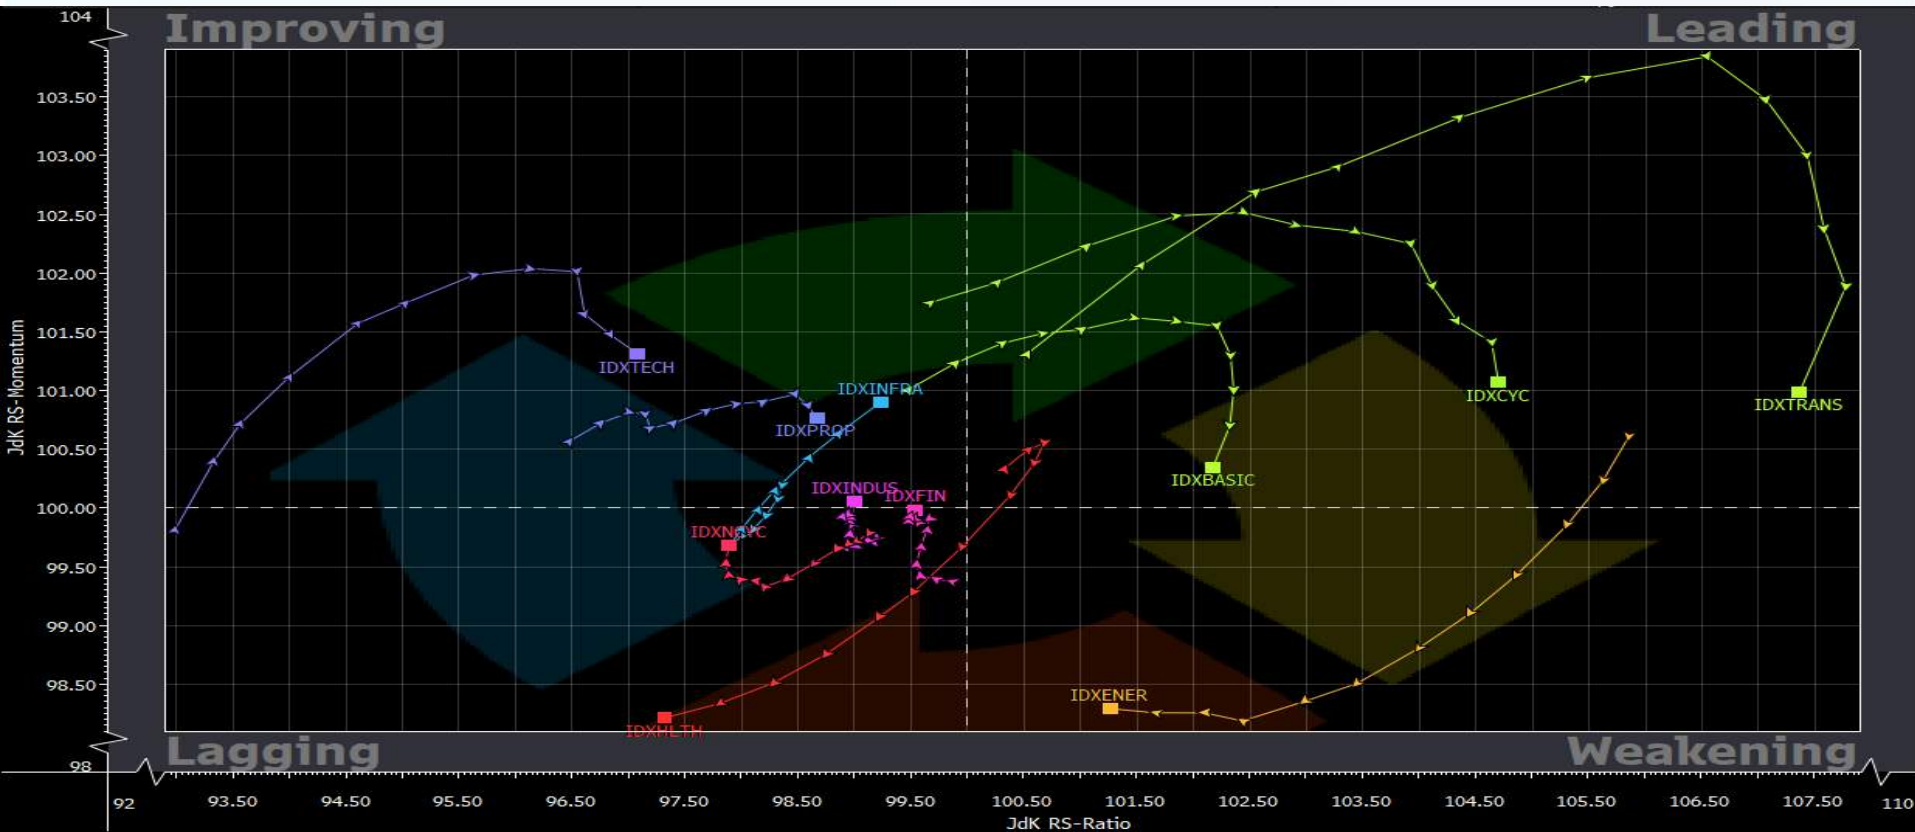 Improving
Leading
104
103.50
103.00
102.50
102.00
101.50
101.00
100.50
100.00
99.50
99.00
98.50
98
JdK RS-Momentum
IDXTECH
IDXINFRA
IDXPROP
IDXCYC
IDXTRANS
IDXBASIC
IDXINDUS
IDXFIN
IDXNCYC
IDXENER
IDXHLTH
Lagging
Weakening
92 93.50 94.50 95.50 96.50 97.50 98.50 99.50 100.50 101.50 102.50 103.50 104.50 105.50 106.50 107.50 110
JdK RS-Ratio